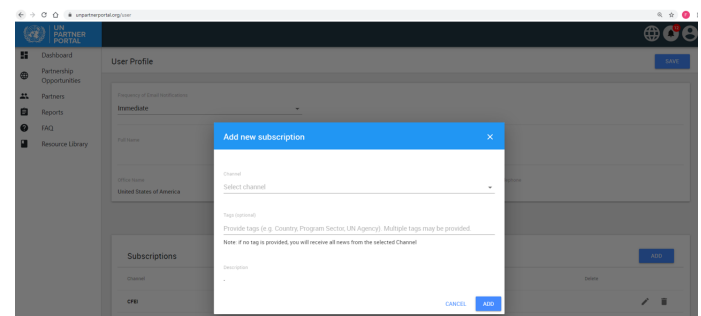 unpartnerportal.org/user
UN
PARTNER
PORTAL
Dashboard
Partnership
Opportunities
Partners
Reports
FAQ
Resource Library
User Profile
SAVE
Frequency of Email Notifications
Immediate
Full Name
Office Name
United States of America
Add new subscription
Channel
Select channel
Tags (optional)
Provide tags (e.g. Country, Program Sector, UN Agency). Multiple tags may be provided.
Note: if no tag is provided, you will receive all news from the selected Channel
Description
-
CANCEL
ADD
Subscriptions
ADD
Channel
Delete
CFEI